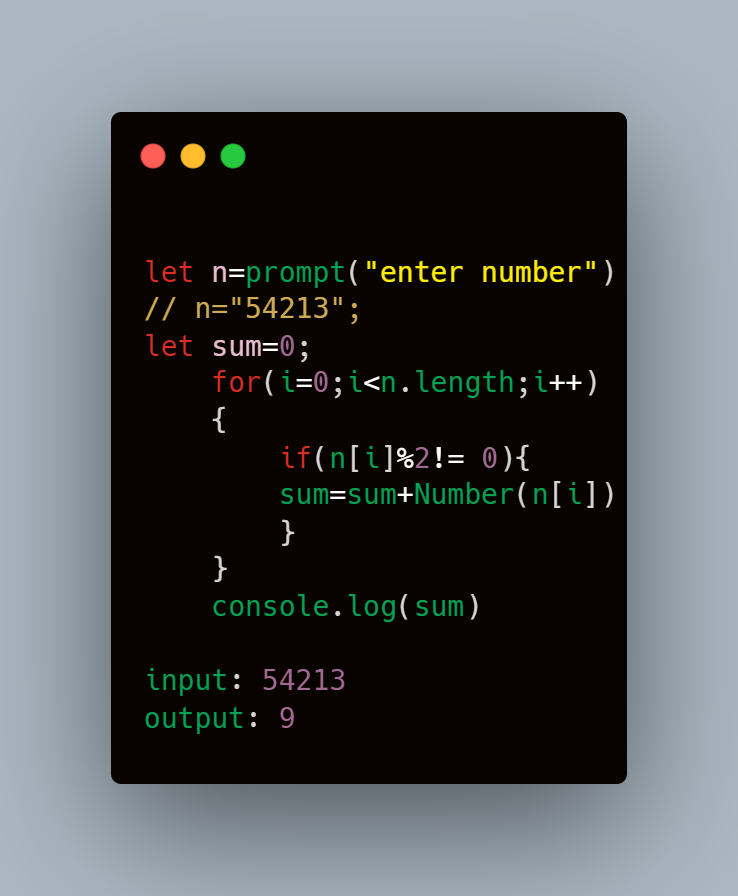 let n=prompt("enter number")
// n="54213";
let sum=0;
for(i=0;i<n.length;i++)
{
if(n[i]%2!= 0){
sum=sum+Number(n[i])
}
}
console.log(sum)
input: 54213
output: 9